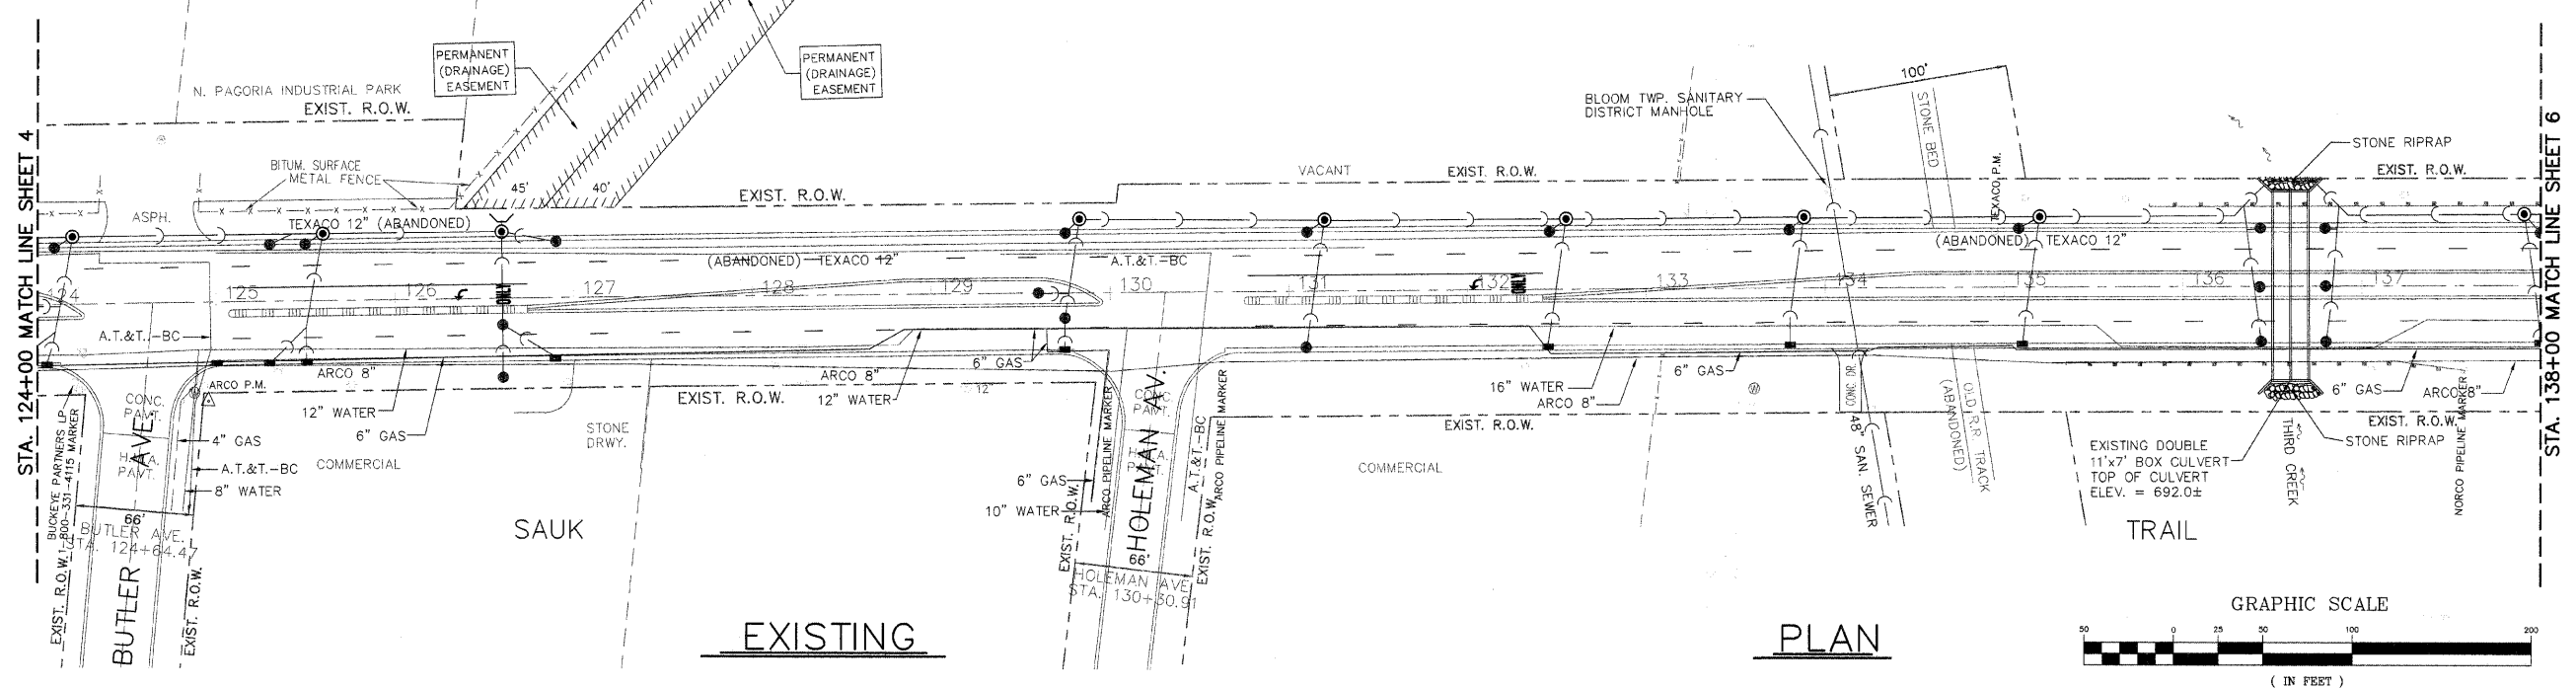 STA. 124+00 MATCH LINE SHEET 4
PERMANENT
(DRAINAGE)
EASEMENT
PERMANENT
(DRAINAGE)
EASEMENT
N. PAGORIA INDUSTRIAL PARK
EXIST. R.O.W.
BITUM. SURFACE
METAL FENCE
ASPH.
45'
40'
EXIST. R.O.W.
TEXACO 12" (ABANDONED)
(ABANDONED) TEXACO 12"
A.T.&T.-BC
VACANT
EXIST. R.O.W.
BLOOM TWP. SANITARY
DISTRICT MANHOLE
100'
STONE BED
TEXACO P.M.
(ABANDONED) TEXACO 12"
STONE RIPRAP
EXIST. R.O.W.
STA. 138+00 MATCH LINE SHEET 6
124
125
126
ONLY
127
128
129
130
131
132
133
134
135
136
137
A.T.&T.-BC
ARCO P.M.
ARCO 8"
12" WATER
6" GAS
ARCO 8"
12" WATER
6" GAS
12"
EXIST. R.O.W.
STONE
DRWY.
COMMERCIAL
CONC.
PAVT.
H.M.A.
PAVT.
4" GAS
A.T.&T.-BC
8" WATER
66'
BUTLER AVE.
STA. 124+64.47
BUCKEYE PARTNERS LP
1-800-331-4115 MARKER
EXIST. R.O.W.
EXIST. R.O.W.
BUTLER AVE.
SAUK
6" GAS
10" WATER
ARCO PIPELINE MARKER
EXIST. R.O.W.
CONC.
PAVT.
PAVT.
HOLEMAN AV.
A.T.&T.-BC
ARCO PIPELINE MARKER
EXIST. R.O.W.
66'
HOLEMAN AVE.
STA. 130+30.91
16" WATER
ARCO 8"
6" GAS
W
EXIST. R.O.W.
COMMERCIAL
CONC. DR.
48" SAN. SEWER
OLD R.R. TRACK
(ABANDONED)
EXISTING DOUBLE
11'x7' BOX CULVERT
TOP OF CULVERT
ELEV. = 692.0±
THIRD CREEK
STONE RIPRAP
6" GAS
ARCO 8"
EXIST. R.O.W.
NORCO PIPELINE MARKER
TRAIL
EXISTING
PLAN
GRAPHIC SCALE
50 0 25 50 100 200
( IN FEET )